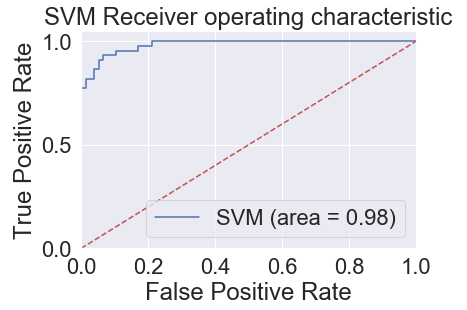 SVM Receiver operating characteristic
True Positive Rate
1.0
0.5
0.0
SVM (area = 0.98)
0.0 0.2 0.4 0.6 0.8 1.0
False Positive Rate